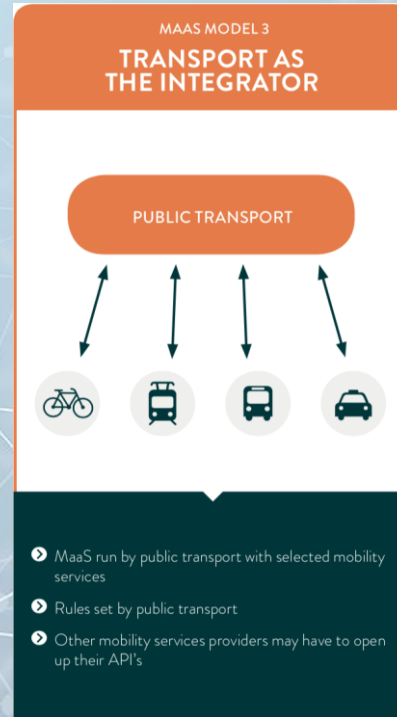 MAAS MODEL 3
TRANSPORT AS
THE INTEGRATOR
PUBLIC TRANSPORT
MaaS run by public transport with selected mobility
services
Rules set by public transport
Other mobility services providers may have to open
up their API's